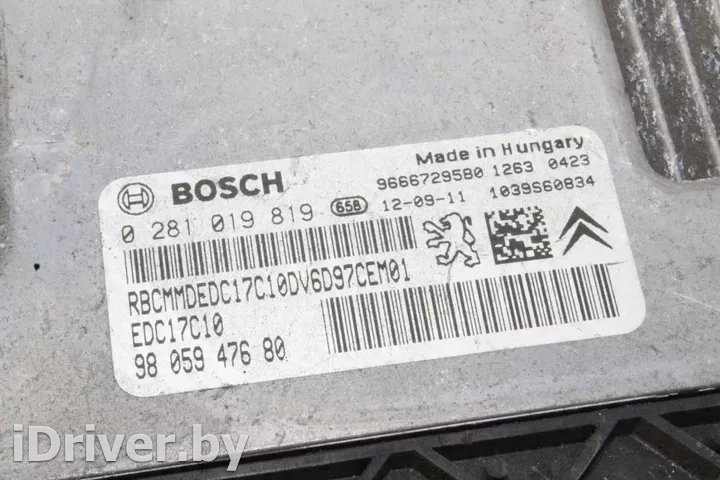 BOSCH
Made in Hungary
9666729580 1263 0423
0 281 019 819 658 12-09-11 1039S60834
RBCMMDEDC17C10DV6D97CEM01
EDC17C10
98 059 476 80
iDriver.by